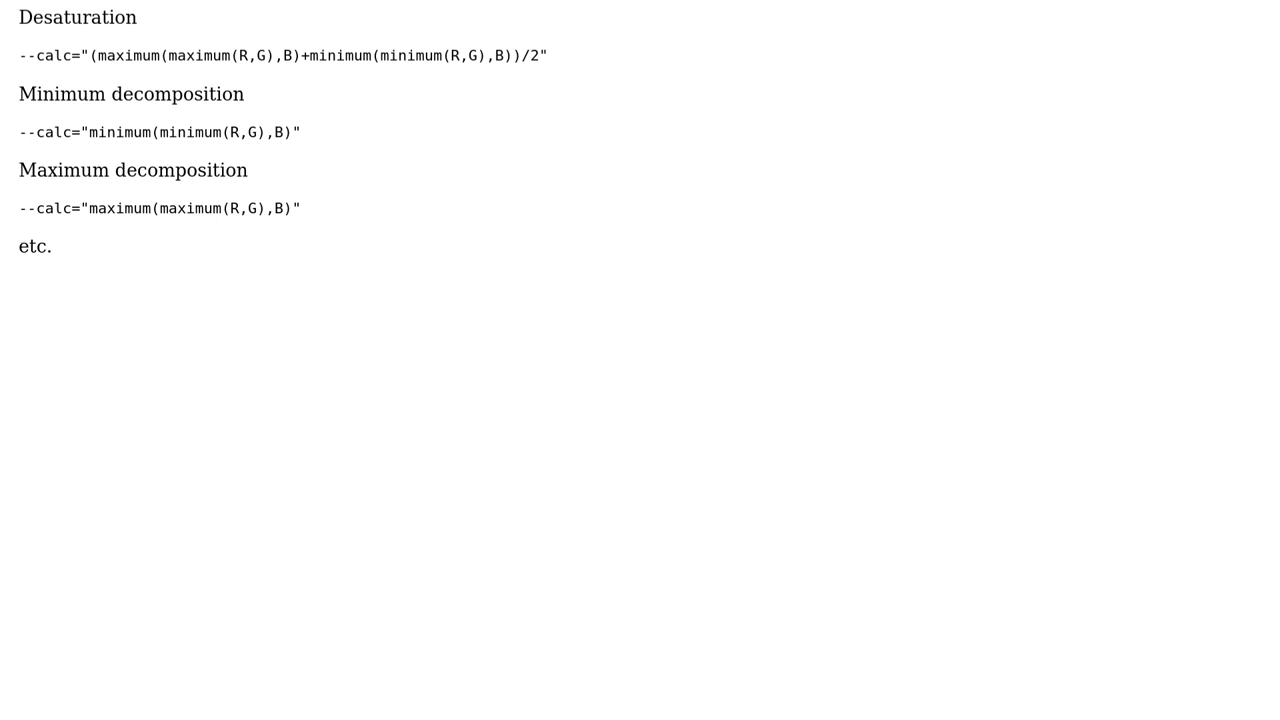 Desaturation
--calc="(maximum(maximum(R,G),B)+minimum(minimum(R,G),B))/2"
Minimum decomposition
--calc="minimum(minimum(R,G),B)"
Maximum decomposition
--calc="maximum(maximum(R,G),B)"
etc.